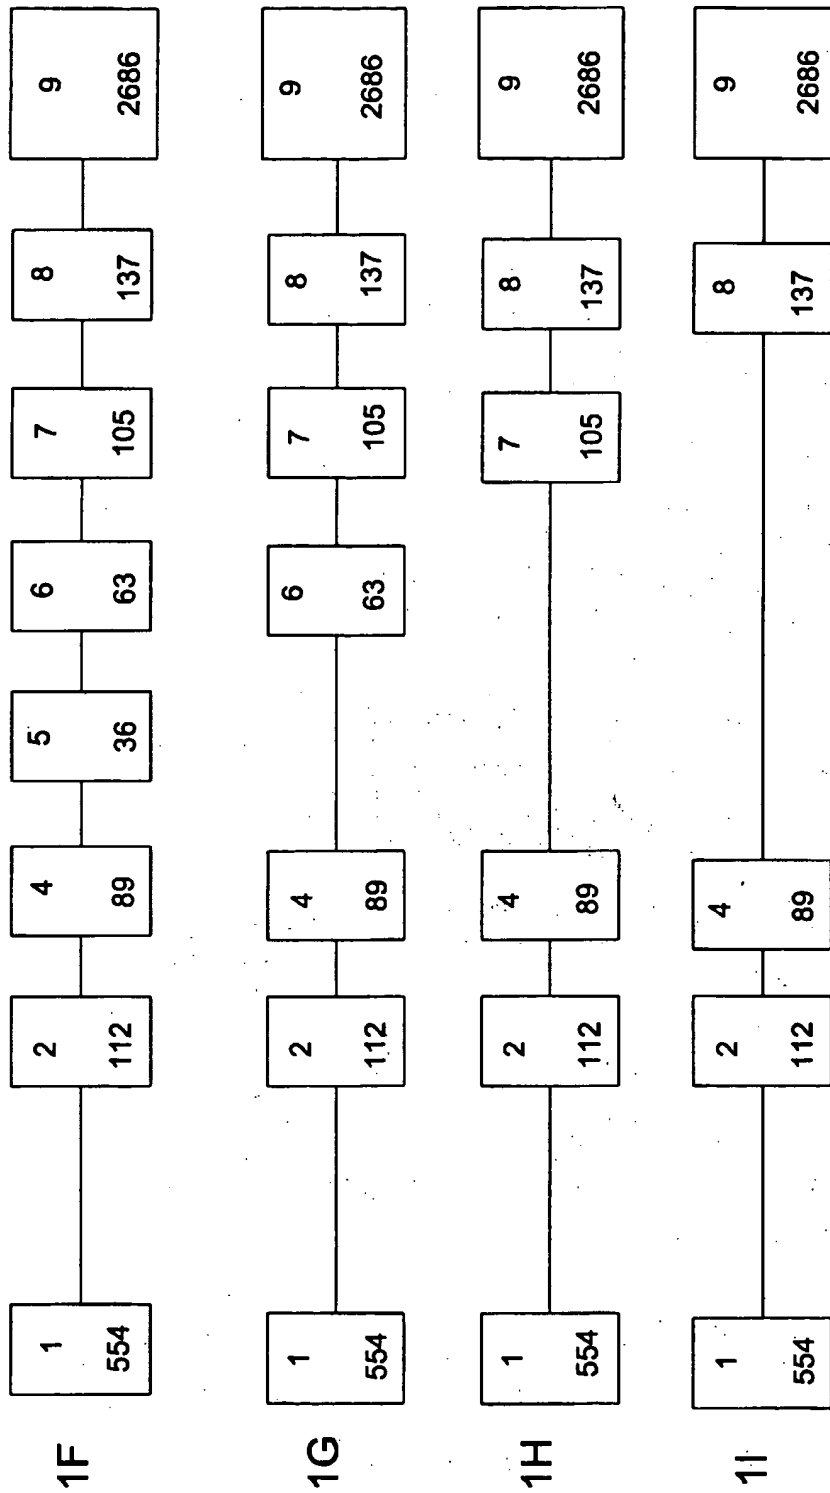 1F
1 2 4 5 6 7 8 9
554 112 89 36 63 105 137 2686
1G
1 2 4 6 7 8 9
554 112 89 63 105 137 2686
1H
1 2 4 7 8 9
554 112 89 105 137 2686
1I
1 2 4 8 9
554 112 89 137 2686